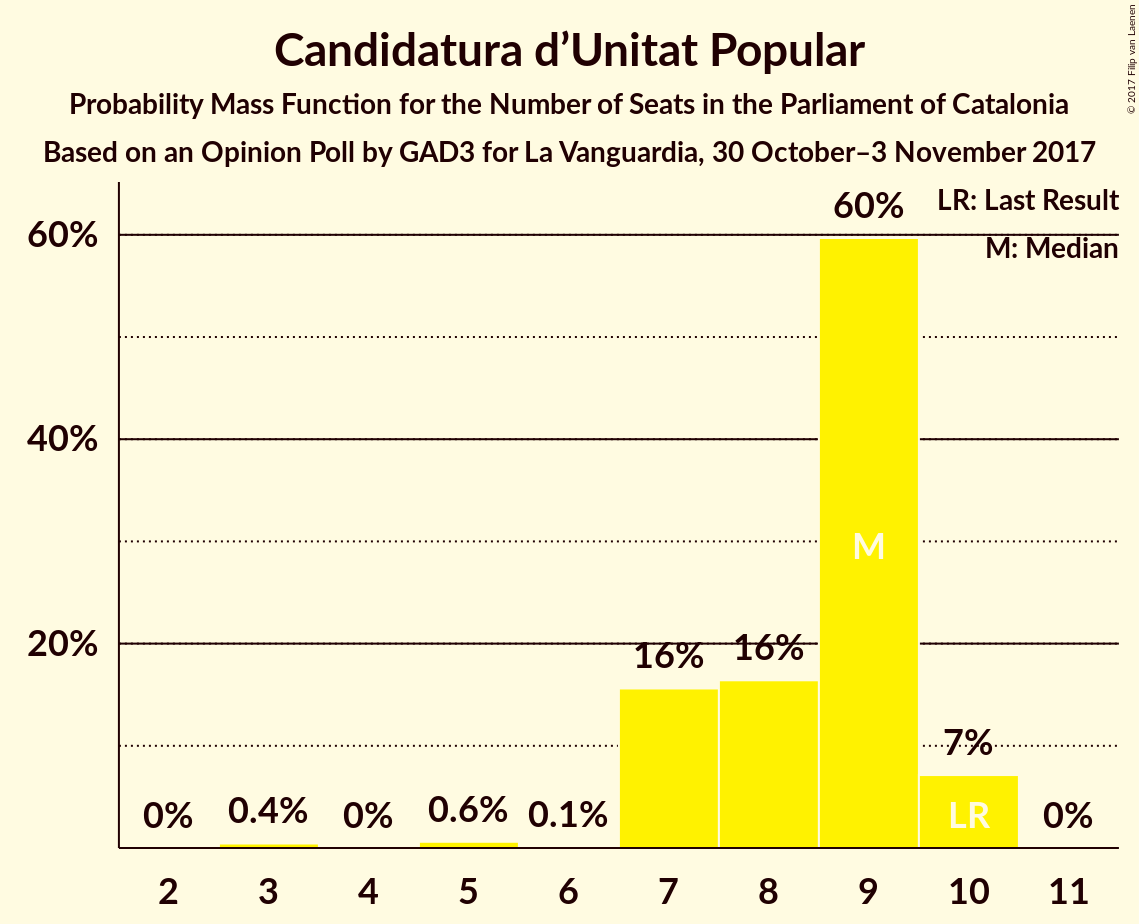 Candidatura d’Unitat Popular
Probability Mass Function for the Number of Seats in the Parliament of Catalonia
Based on an Opinion Poll by GAD3 for La Vanguardia, 30 October–3 November 2017
© 2017 Filip van Laenen
LR: Last Result
M: Median
60%
40%
20%
0%
0.4%
0%
0.6%
0.1%
16%
16%
60%
7%
0%
M
LR
2 3 4 5 6 7 8 9 10 11